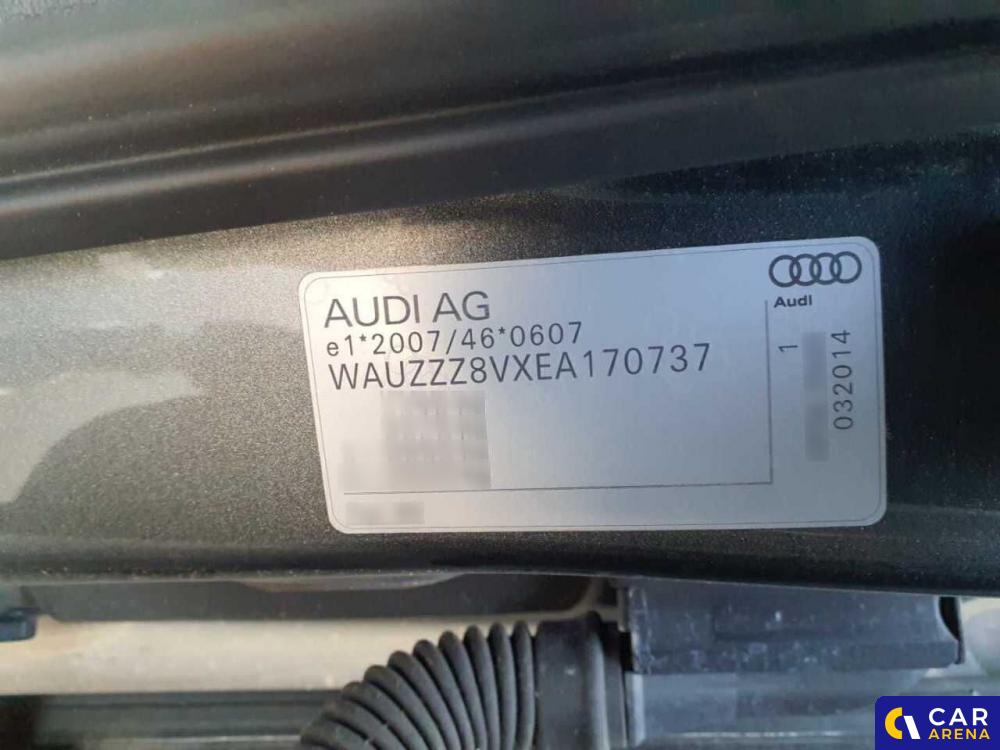 AUDI AG
e1*2007/46*0607
WAUZZZ8VXEA170737
Audi
1
032014
CAR
ARENA